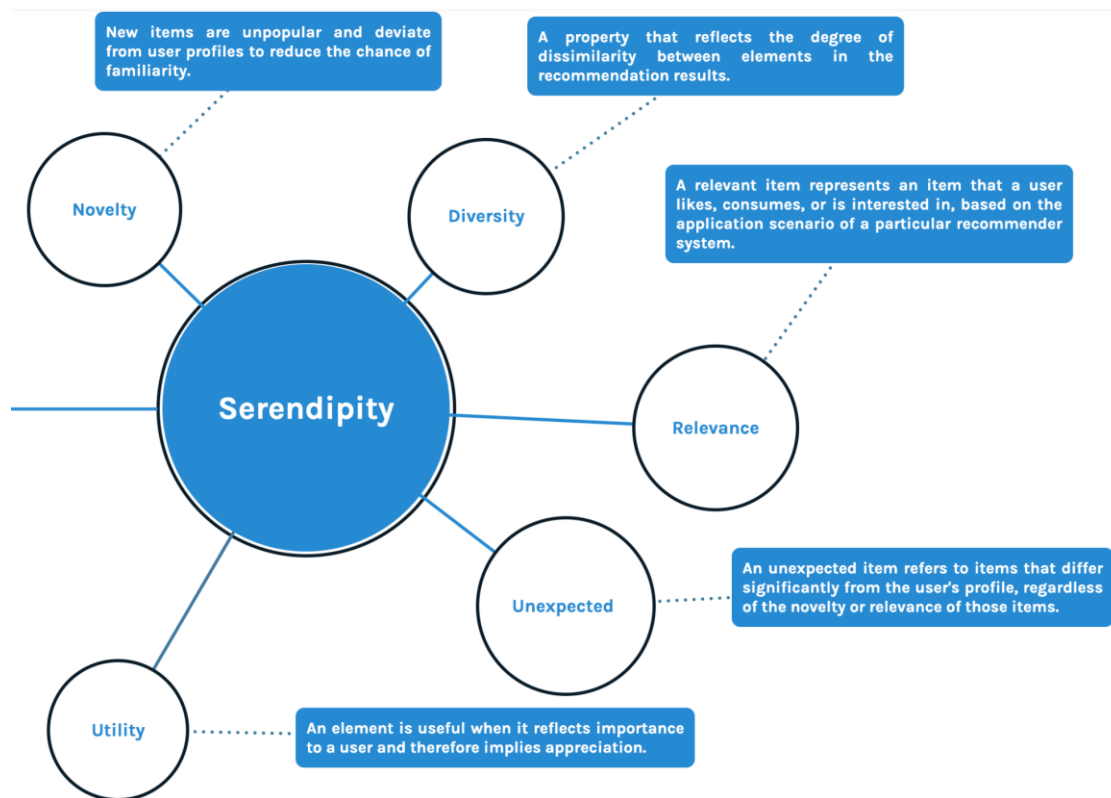 New items are unpopular and deviate
from user profiles to reduce the chance of
familiarity.
A property that reflects the degree of
dissimilarity between elements in the
recommendation results.
Novelty
Diversity
A relevant item represents an item that a user
likes, consumes, or is interested in, based on the
application scenario of a particular recommender
system.
Serendipity
Relevance
An unexpected item refers to items that differ
significantly from the user's profile, regardless
of the novelty or relevance of those items.
Unexpected
Utility
An element is useful when it reflects importance
to a user and therefore implies appreciation.